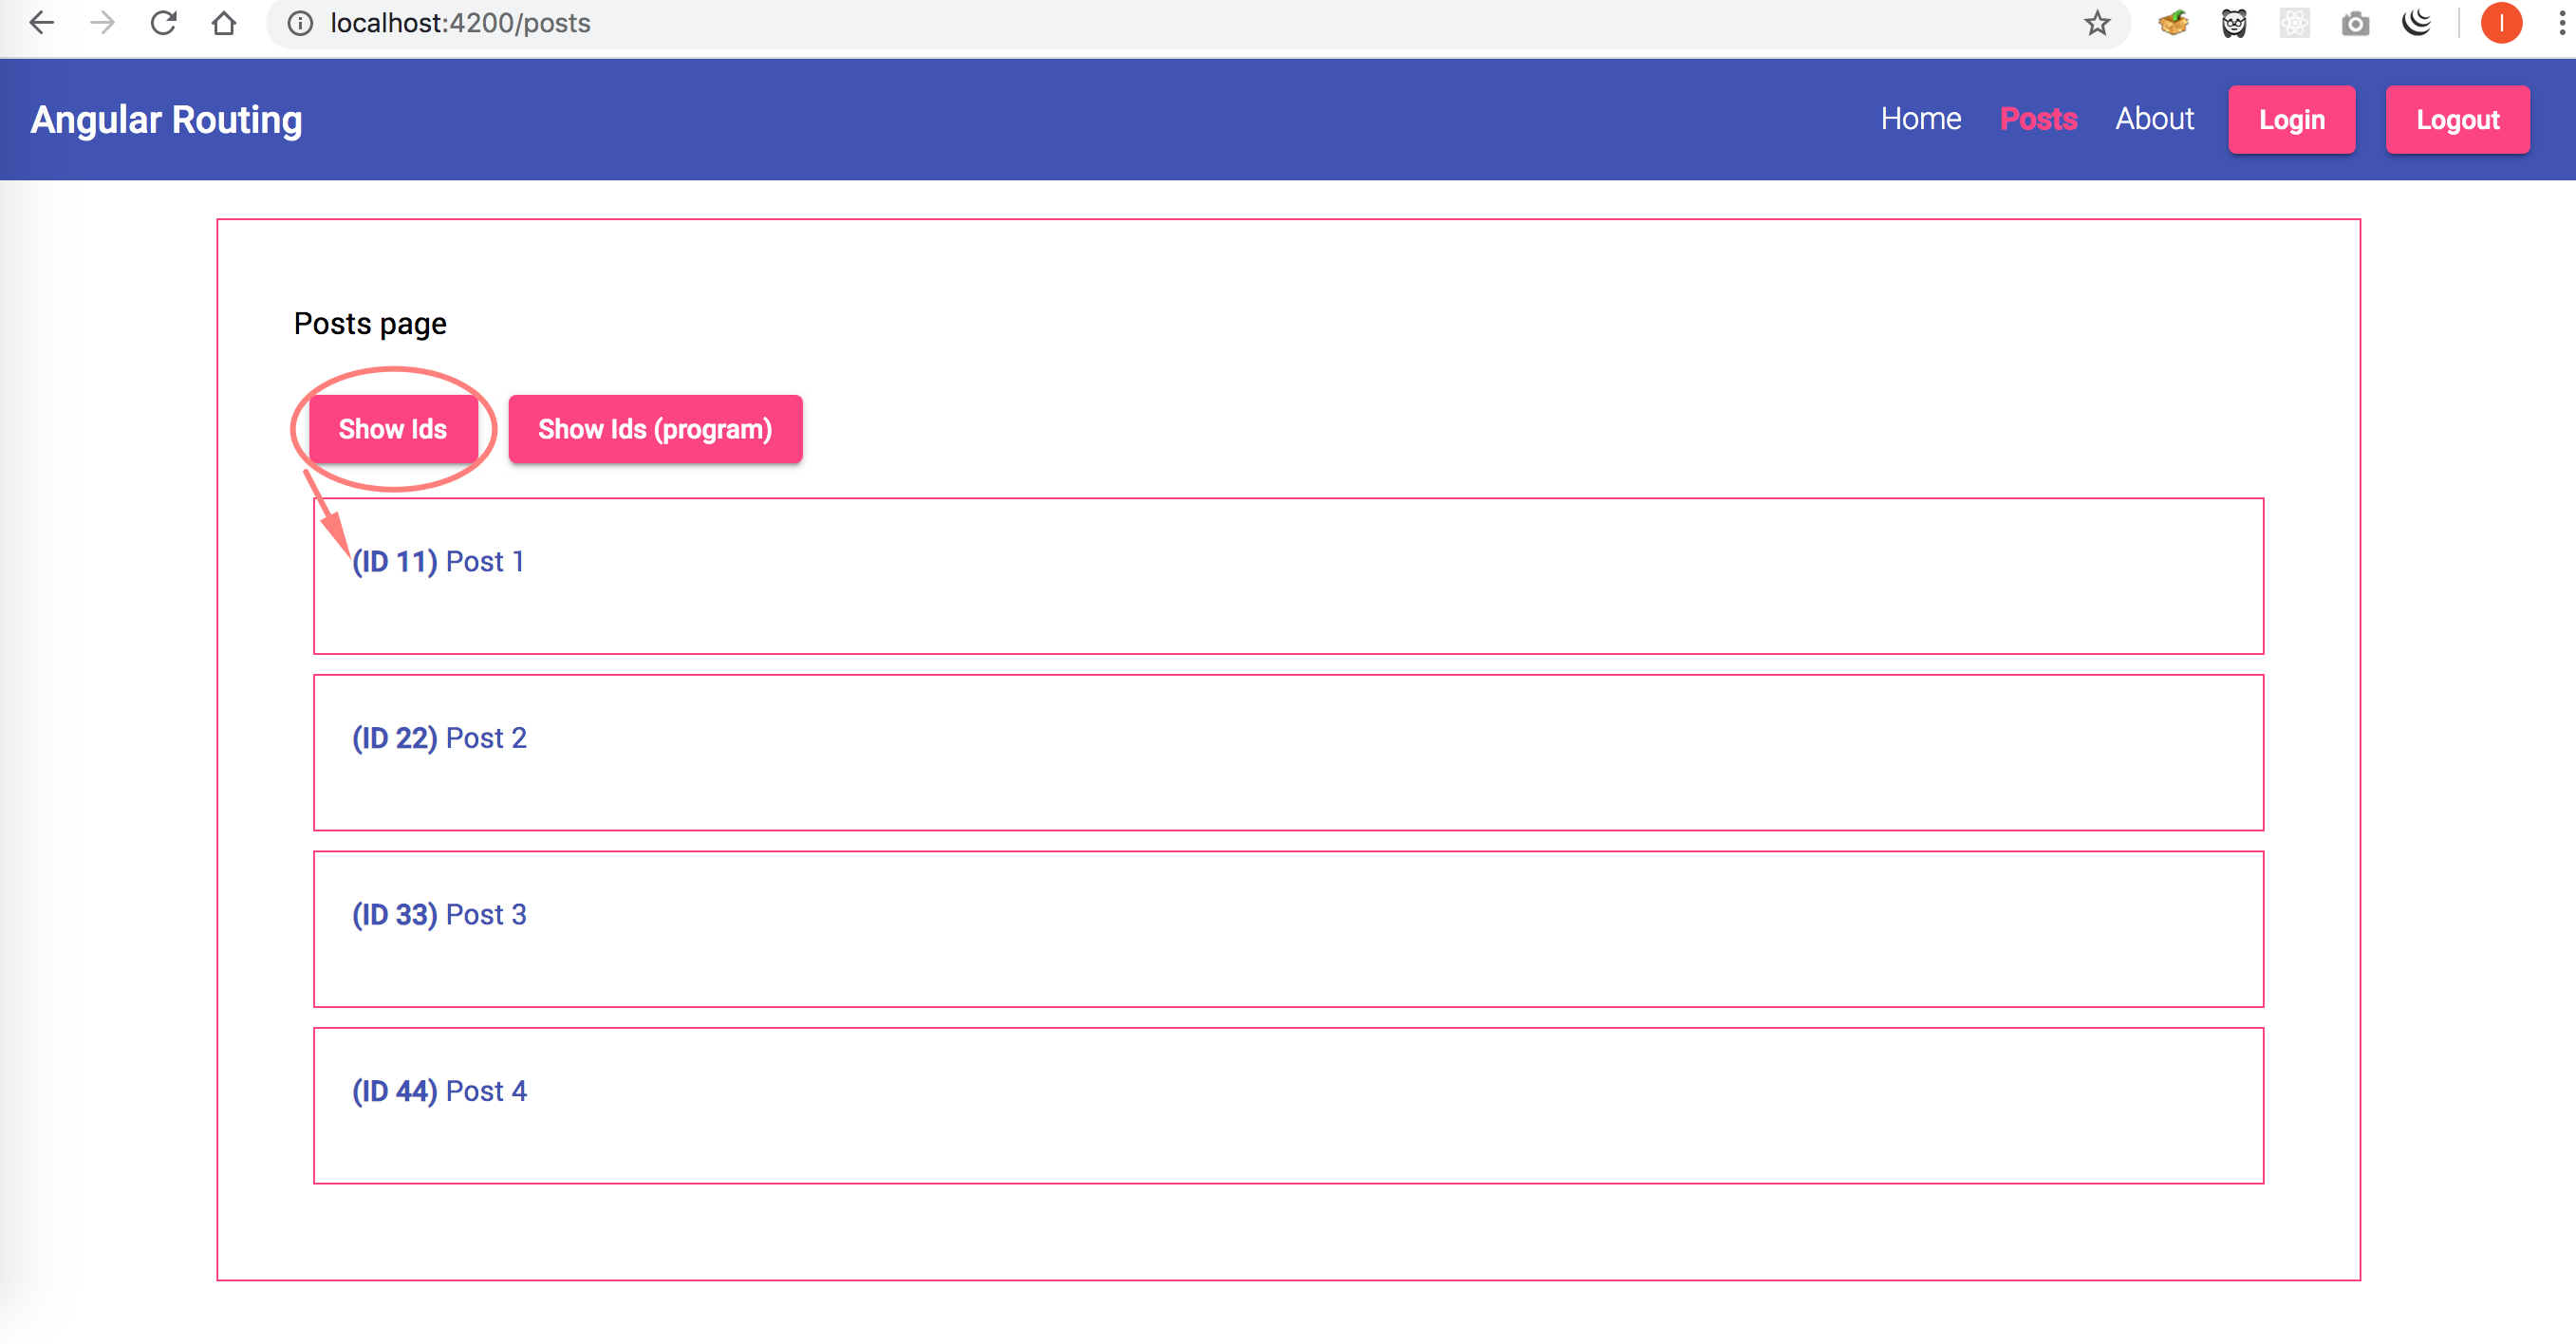 localhost:4200/posts
I
Angular Routing
Home Posts About Login Logout
Posts page
Show Ids Show Ids (program)
(ID 11) Post 1
(ID 22) Post 2
(ID 33) Post 3
(ID 44) Post 4